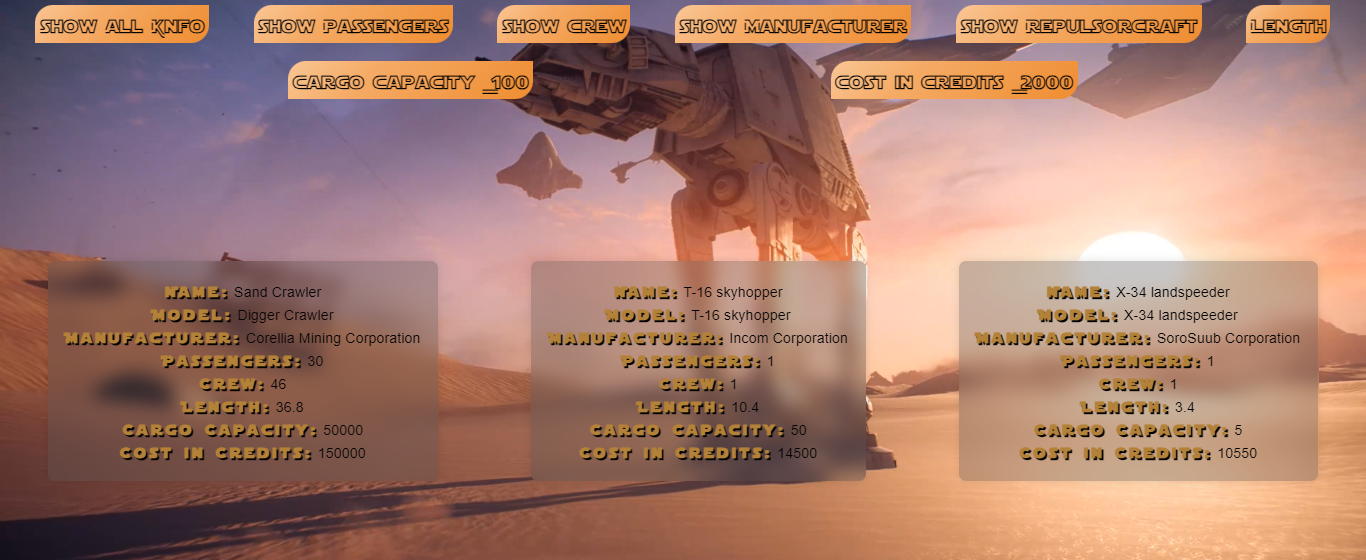 SHOW ALL KNFO SHOW PASSENGERS SHOW CREW SHOW MANUFACTURER SHOW REPULSORCRAFT LENGTH
CARGO CAPACITY _100 COST IN CREDITS _2000
NAME: Sand Crawler
MODEL: Digger Crawler
MANUFACTURER: Corellia Mining Corporation
PASSENGERS: 30
CREW: 46
LENGTH: 36.8
CARGO CAPACITY: 50000
COST IN CREDITS: 150000
NAME: T-16 skyhopper
MODEL: T-16 skyhopper
MANUFACTURER: Incom Corporation
PASSENGERS: 1
CREW: 1
LENGTH: 10.4
CARGO CAPACITY: 50
COST IN CREDITS: 14500
NAME: X-34 landspeeder
MODEL: X-34 landspeeder
MANUFACTURER: SoroSuub Corporation
PASSENGERS: 1
CREW: 1
LENGTH: 3.4
CARGO CAPACITY: 5
COST IN CREDITS: 10550